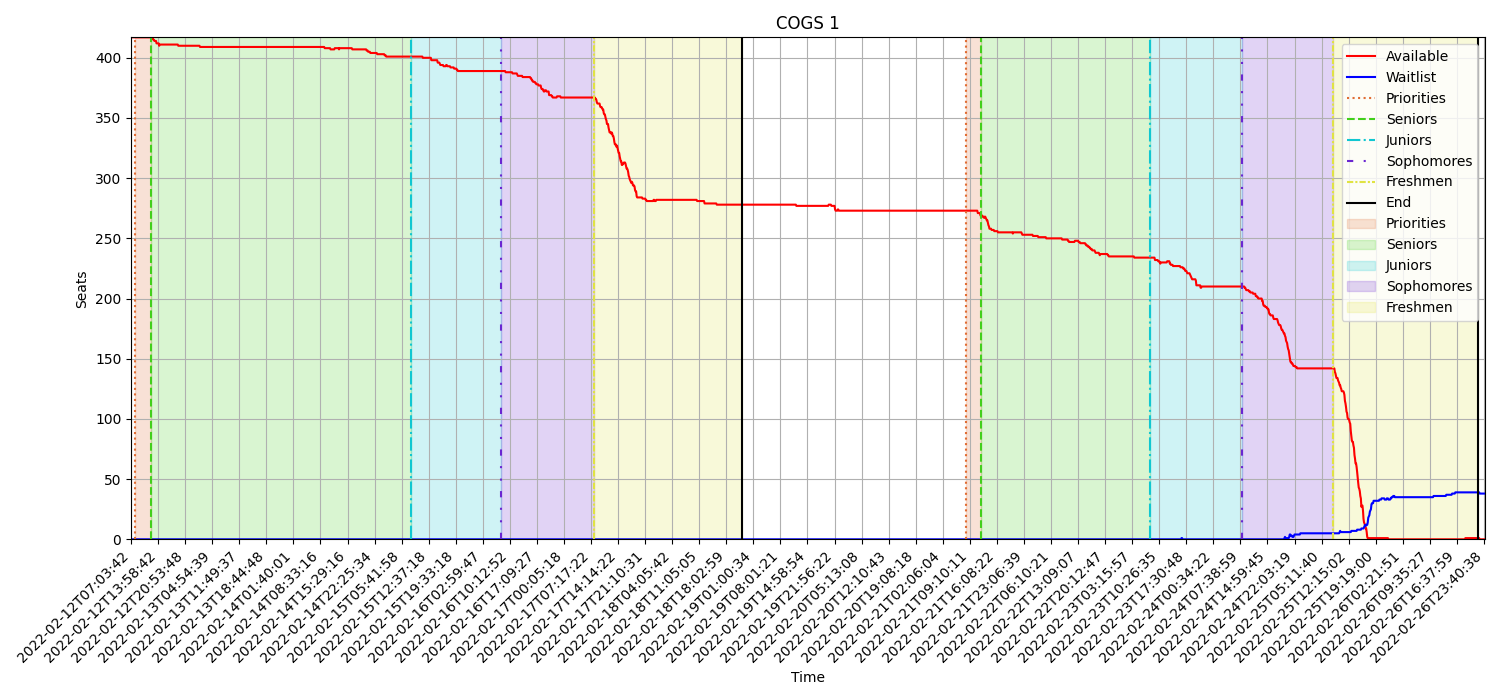 COGS 1
Seats
400
350
300
250
200
150
100
50
0
Available
Waitlist
Priorities
Seniors
Juniors
Sophomores
Freshmen
End
Priorities
Seniors
Juniors
Sophomores
Freshmen
2022-02-12T07:03:42
2022-02-12T13:58:42
2022-02-12T20:53:48
2022-02-13T04:54:39
2022-02-13T11:49:37
2022-02-13T18:44:48
2022-02-14T01:40:01
2022-02-14T08:33:16
2022-02-14T15:29:16
2022-02-14T22:25:34
2022-02-15T05:41:58
2022-02-15T12:37:18
2022-02-15T19:33:18
2022-02-16T02:59:47
2022-02-16T10:12:52
2022-02-16T17:09:27
2022-02-17T00:05:18
2022-02-17T07:17:22
2022-02-17T14:14:22
2022-02-17T21:10:31
2022-02-18T04:05:42
2022-02-18T11:05:05
2022-02-18T18:02:59
2022-02-19T01:00:34
2022-02-19T08:01:21
2022-02-19T14:58:54
2022-02-19T21:56:22
2022-02-20T05:13:08
2022-02-20T12:10:43
2022-02-20T19:08:18
2022-02-21T02:06:04
2022-02-21T09:10:11
2022-02-21T16:08:22
2022-02-21T23:06:39
2022-02-22T06:10:21
2022-02-22T13:09:07
2022-02-22T20:12:47
2022-02-23T03:15:57
2022-02-23T10:26:35
2022-02-23T17:30:48
2022-02-24T00:34:22
2022-02-24T07:38:59
2022-02-24T14:59:45
2022-02-24T22:03:19
2022-02-25T05:11:40
2022-02-25T12:15:02
2022-02-25T19:19:00
2022-02-26T02:21:51
2022-02-26T09:35:27
2022-02-26T16:37:59
2022-02-26T23:40:38
Time